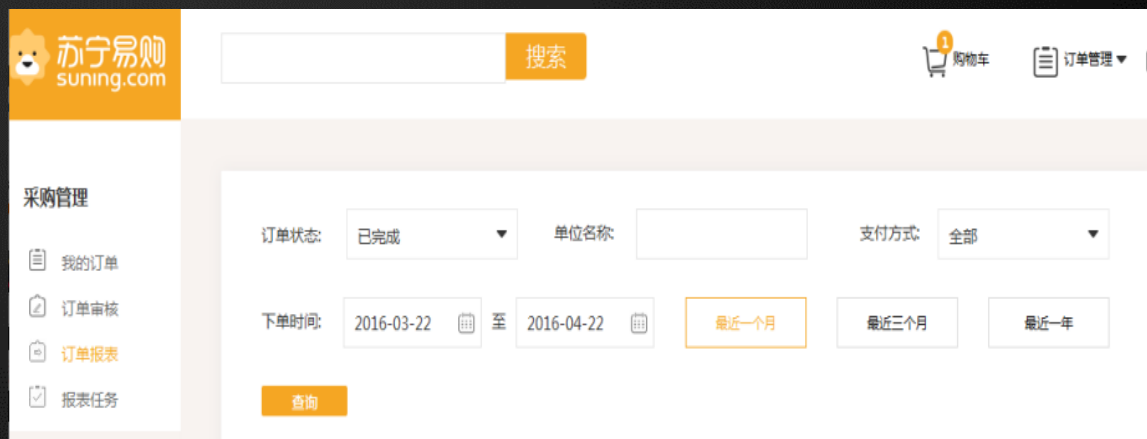 苏宁易购
suning.com
搜索
1
购物车
订单管理
采购管理
我的订单
订单审核
订单报表
报表任务
订单状态: 已完成 单位名称: 支付方式: 全部
下单时间: 2016-03-22 至 2016-04-22 最近一个月 最近三个月 最近一年
查询